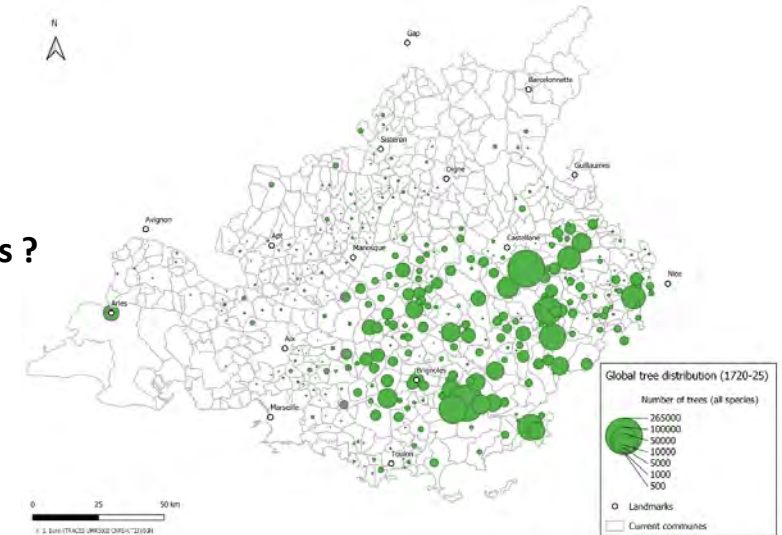 N
Gap
Barcelonnette
Sisteron
Digne
Guillaumes
s ?
Avignon
Apt
Manosque
Castellane
Nice
Arles
Aix
Brignoles
Marseille
Toulon
Global tree distribution (1720-25)
Number of trees (all species)
265000
100000
50000
10000
5000
1000
500
Landmarks
Current communes
0 25 50 km